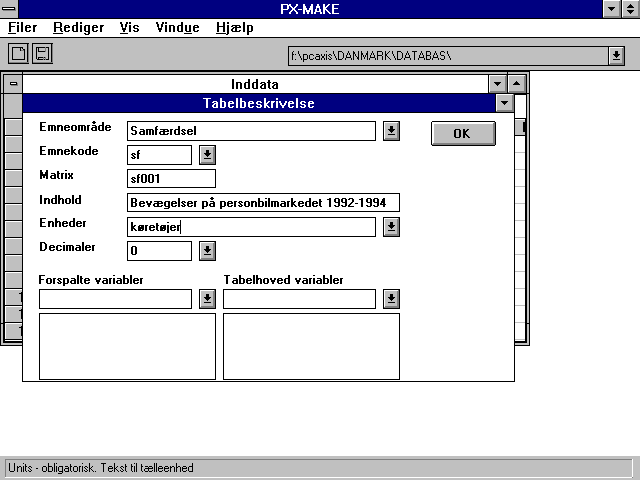 PX-MAKE
Filer Rediger Vis Vindue Hjælp
f:\pcaxis\DANMARK\DATABAS\
Inddata
Tabelbeskrivelse
Emneområde Samfærdsel OK
Emnekode sf
Matrix sf001
Indhold Bevægelser på personbilmarkedet 1992-1994
Enheder køretøjer
Decimaler 0
Forspalte variabler Tabelhoved variabler
Units - obligatorisk. Tekst til tælleenhed